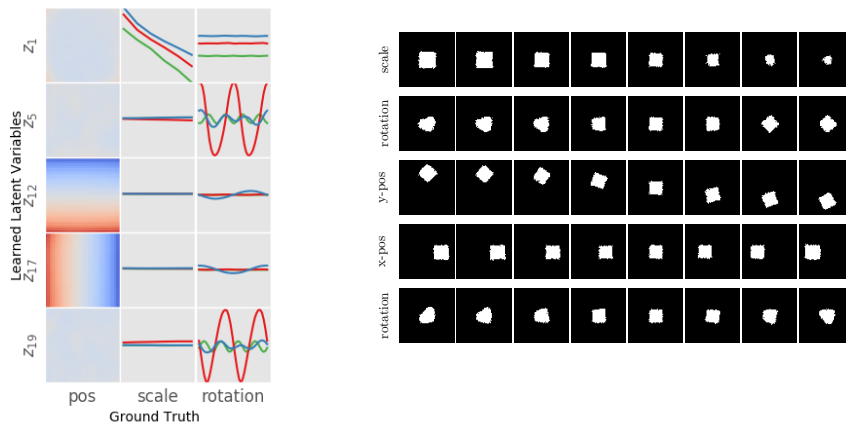 Learned Latent Variables
Z1
Z5
Z12
Z17
Z19
pos scale rotation
Ground Truth
scale
rotation
y-pos
x-pos
rotation